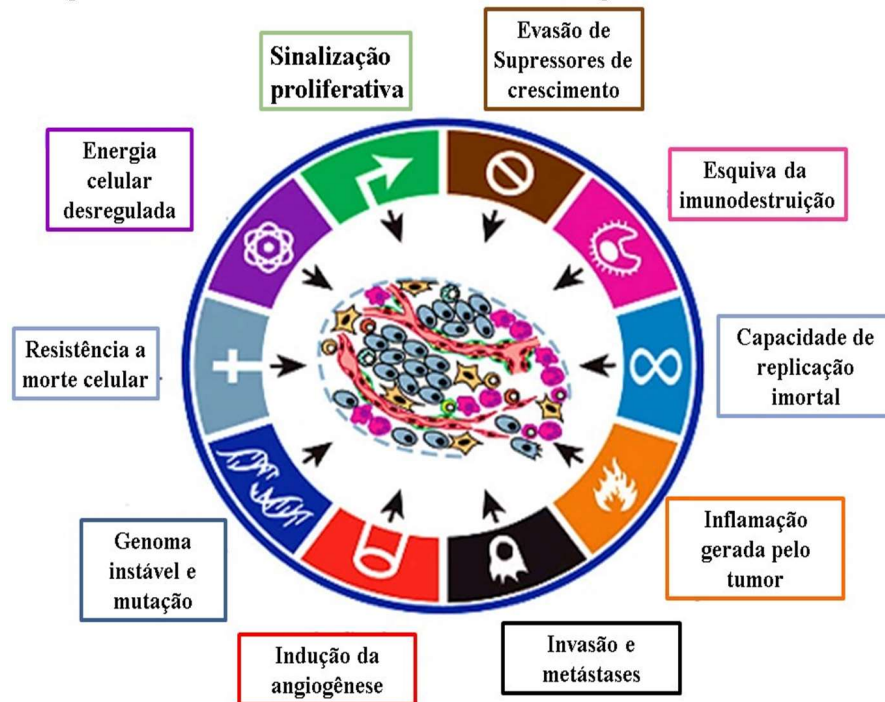 Sinalização
proliferativa
Evasão de
Supressores de
crescimento
Energia
celular
desregulada
Esquiva da
imunodestruição
Resistência a
morte celular
Capacidade de
replicação
imortal
Genoma
instável e
mutação
Inflamação
gerada pelo
tumor
Indução da
angiogênese
Invasão e
metástases